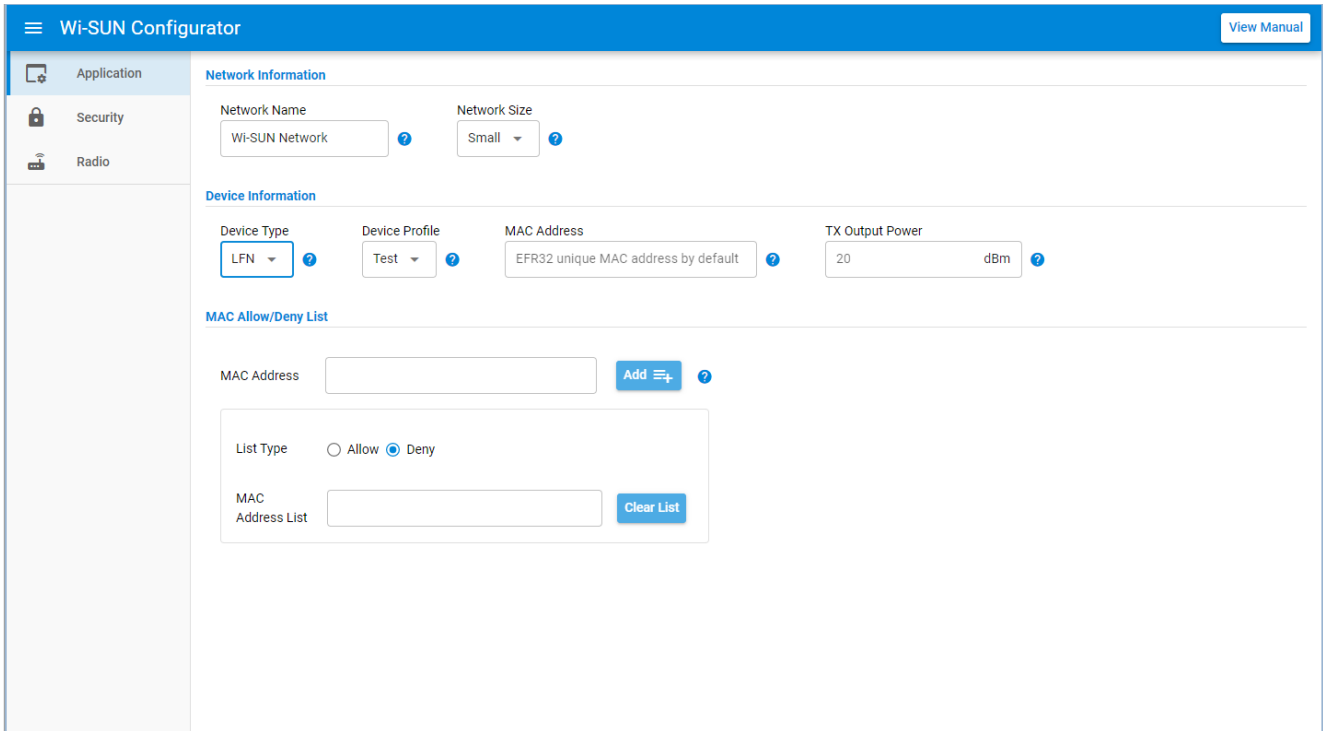 Wi-SUN Configurator
View Manual
Application
Security
Radio
Network Information
Network Name
Network Size
Wi-SUN Network
?
Small
?
Device Information
Device Type
Device Profile
MAC Address
TX Output Power
LFN
?
Test
?
EFR32 unique MAC address by default
?
20 dBm
?
MAC Allow/Deny List
MAC Address
Add
?
List Type
Allow
Deny
MAC
Address List
Clear List